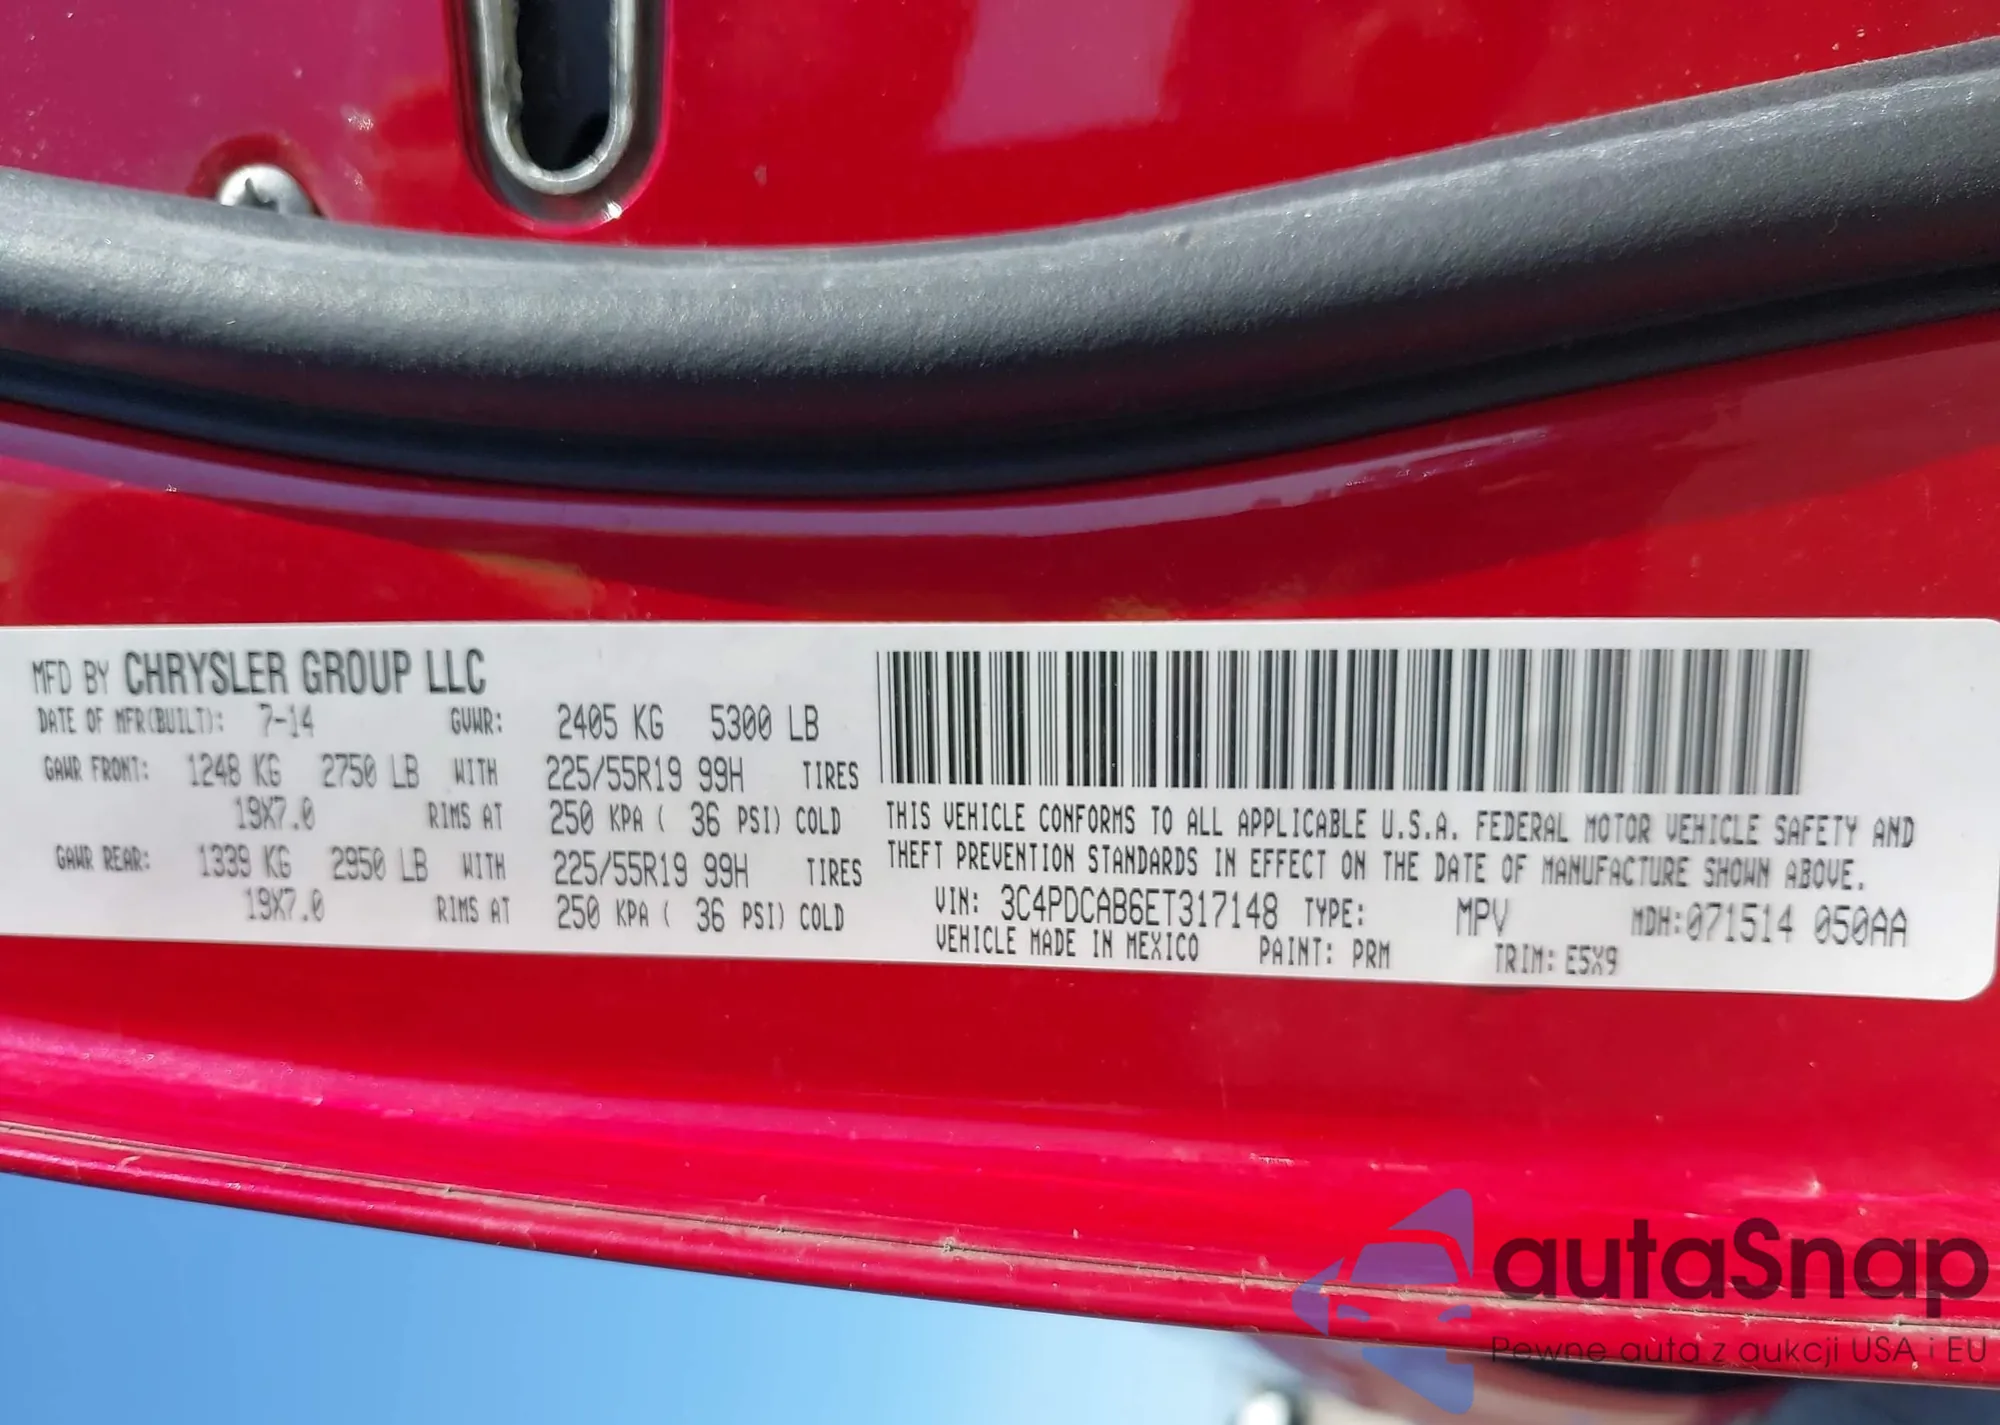 MFD BY CHRYSLER GROUP LLC
DATE OF MFR(BUILT): 7-14 GVWR: 2405 KG 5300 LB
GAWR FRONT: 1248 KG 2750 LB WITH 225/55R19 99H TIRES
19X7.0 RIMS AT 250 KPA ( 36 PSI) COLD
GAWR REAR: 1339 KG 2950 LB WITH 225/55R19 99H TIRES
19X7.0 RIMS AT 250 KPA ( 36 PSI) COLD
THIS VEHICLE CONFORMS TO ALL APPLICABLE U.S.A. FEDERAL MOTOR VEHICLE SAFETY AND
THEFT PREVENTION STANDARDS IN EFFECT ON THE DATE OF MANUFACTURE SHOWN ABOVE.
VIN: 3C4PDCAB6ET317148 TYPE: MPV MDH:071514 050AA
VEHICLE MADE IN MEXICO PAINT: PRM TRIM: E5X9
autaSnap
Pewne auta z aukcji USA i EU